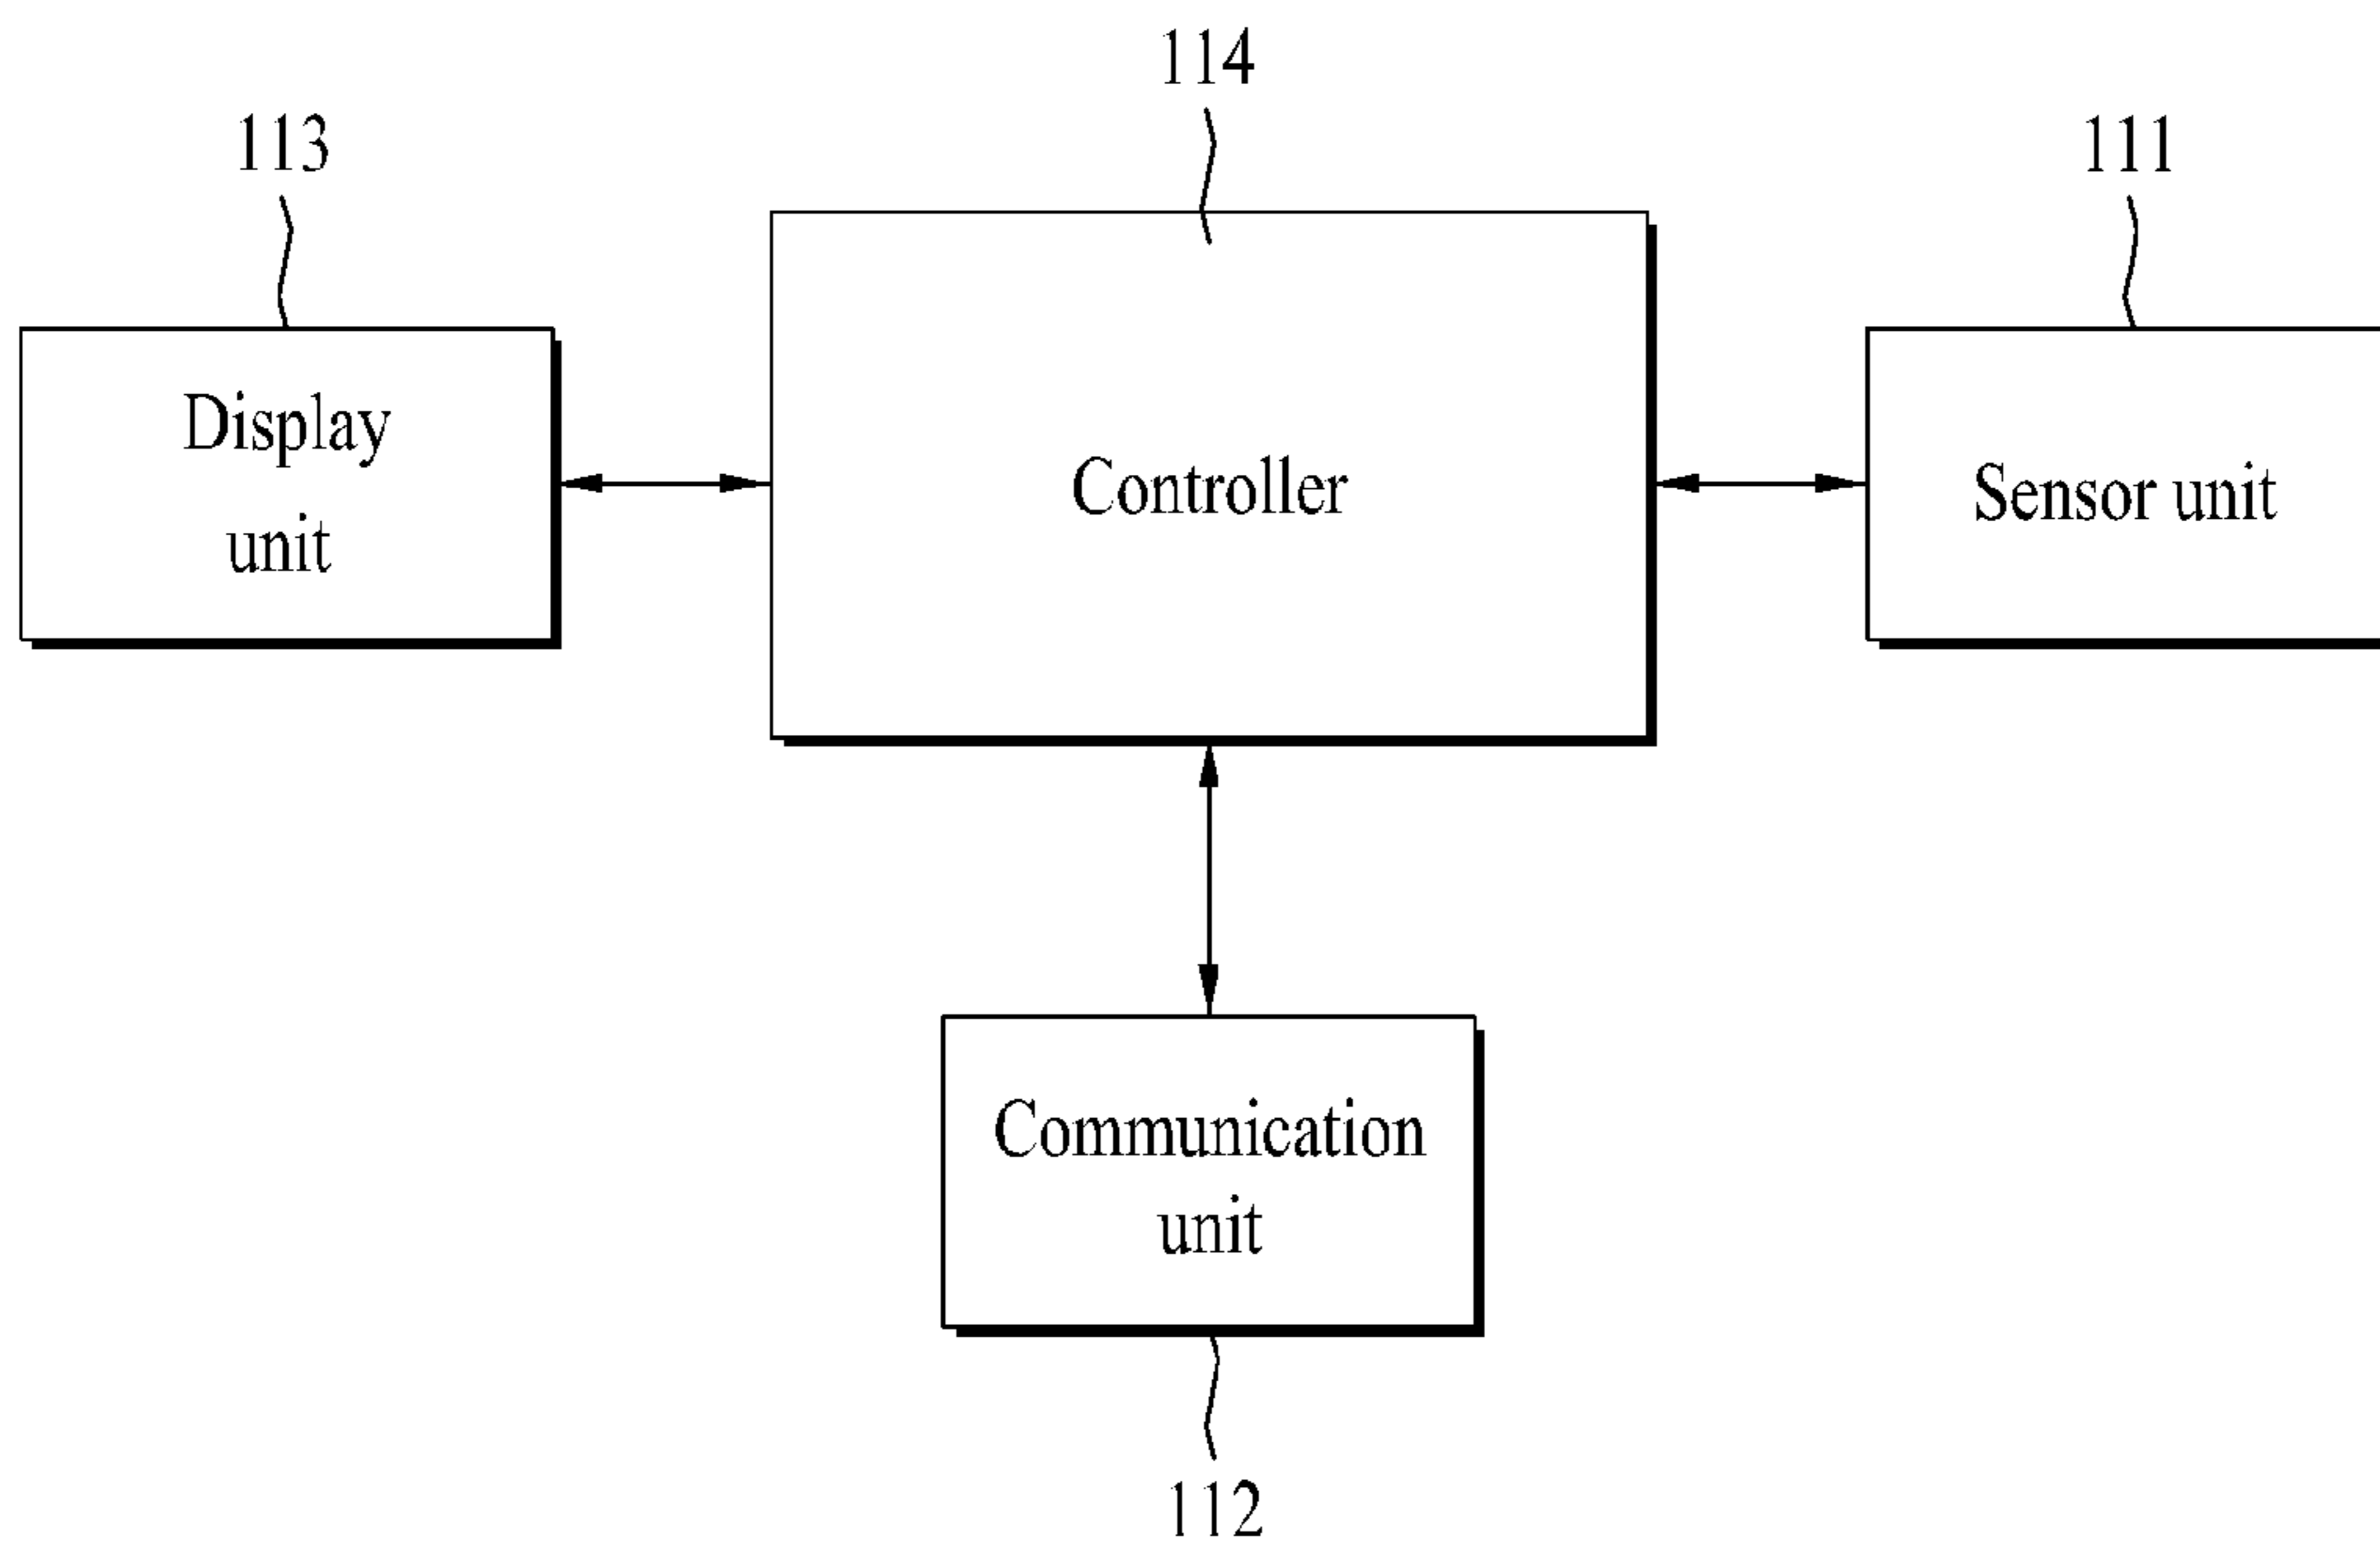 114
113
111
Display
unit
Controller
Sensor unit
Communication
unit
112